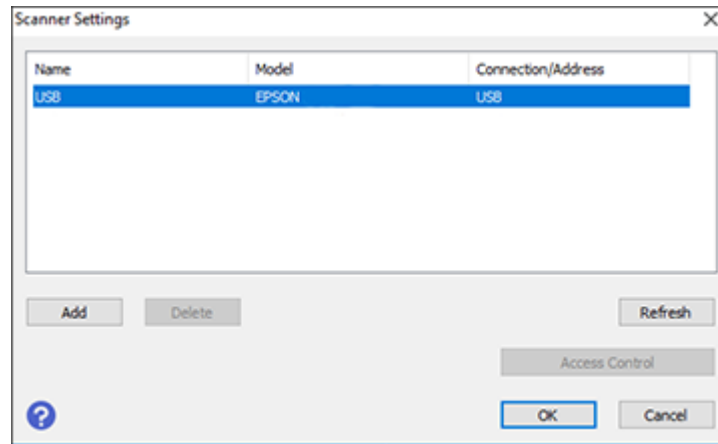 Scanner Settings
Name Model Connection/Address
USB EPSON USB
Add Delete Refresh
Access Control
? OK Cancel